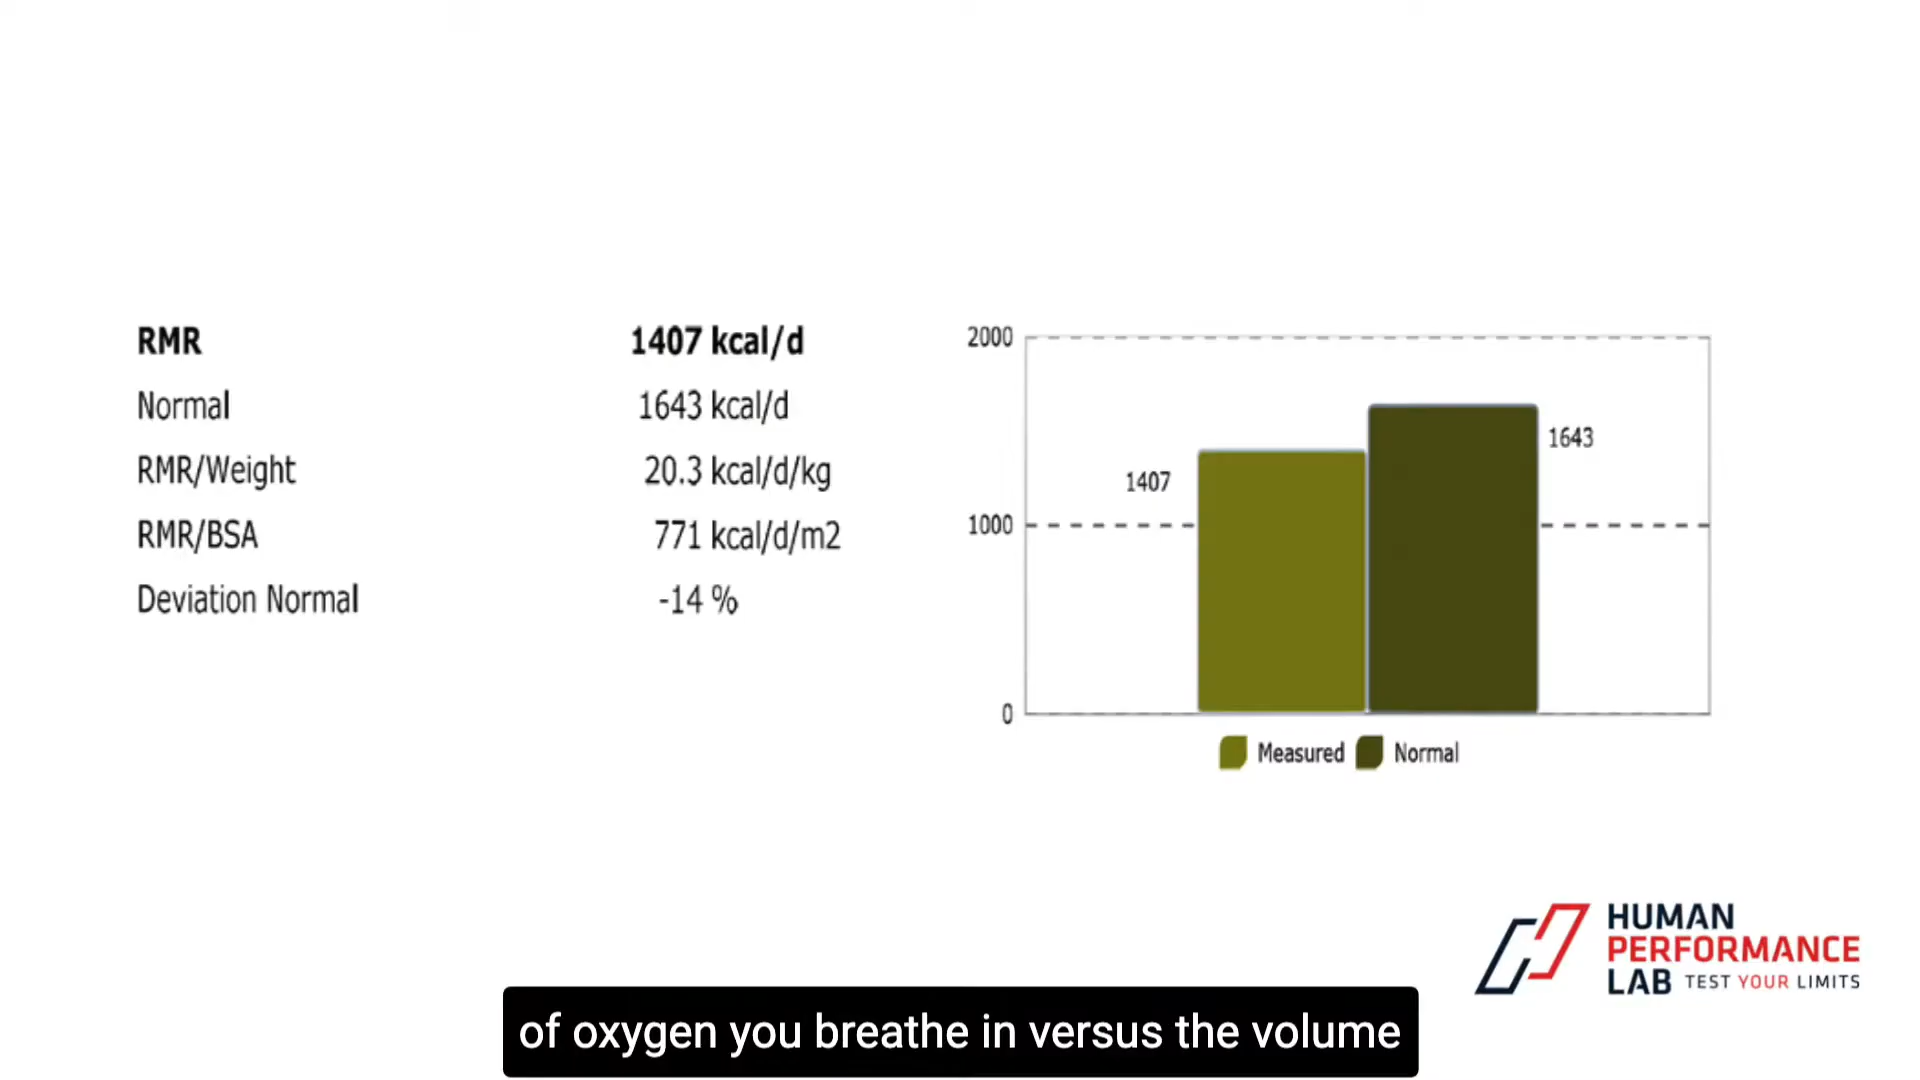 RMR 1407 kcal/d
Normal 1643 kcal/d
RMR/Weight 20.3 kcal/d/kg
RMR/BSA 771 kcal/d/m2
Deviation Normal -14 %
2000
1643
1407
1000
0
Measured Normal
HUMAN
PERFORMANCE
LAB TEST YOUR LIMITS
of oxygen you breathe in versus the volume